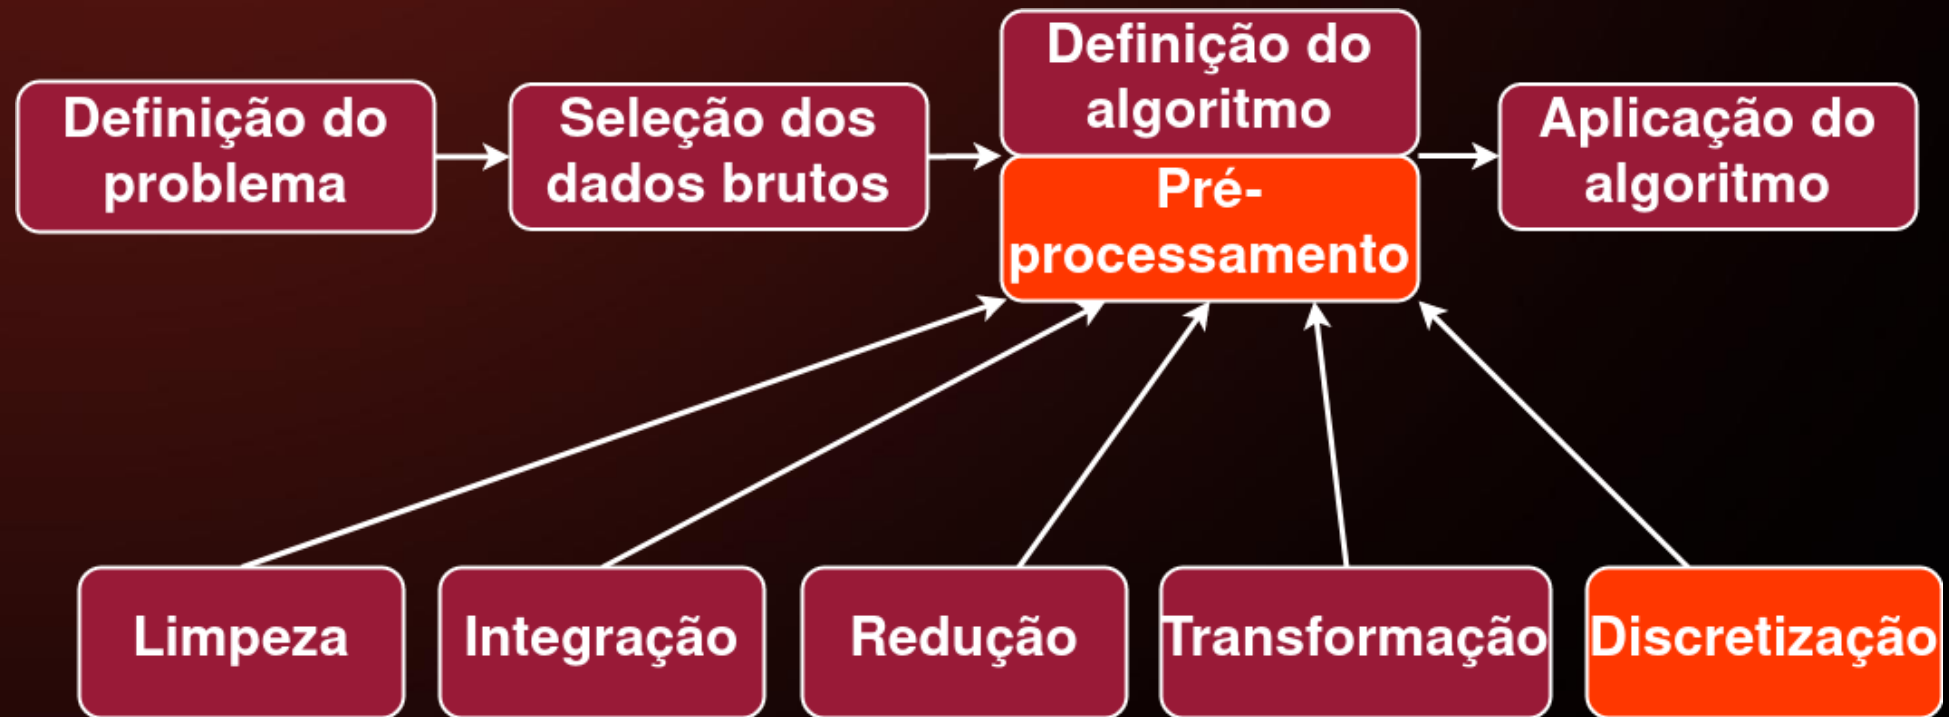 Definição do
problema
Seleção dos
dados brutos
Definição do
algoritmo
Pré-
processamento
Aplicação do
algoritmo
Limpeza
Integração
Redução
Transformação
Discretização